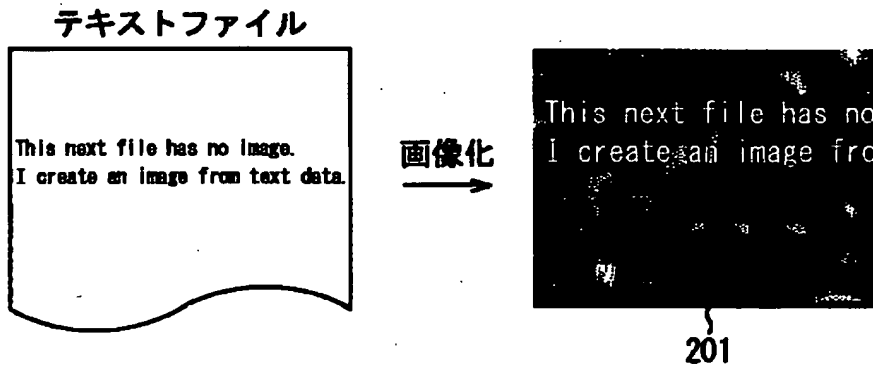 テキストファイル
This next file has no image.
I create an image from text data.
画像化
This next file has no
I create an image fro
201